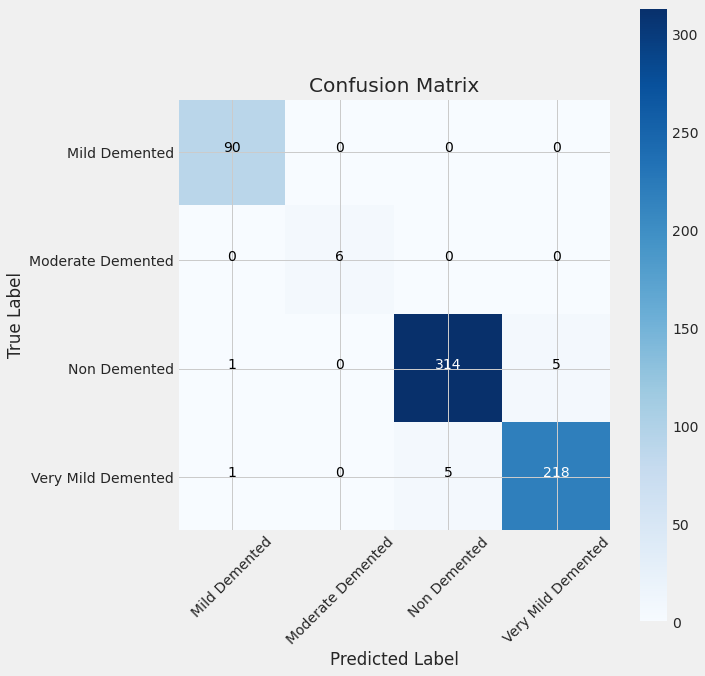 Confusion Matrix
True Label
Mild Demented 90 0 0 0
Moderate Demented 0 6 0 0
Non Demented 1 0 314 5
Very Mild Demented 1 0 5 218
Mild Demented
Moderate Demented
Non Demented
Very Mild Demented
Predicted Label
300
250
200
150
100
50
0